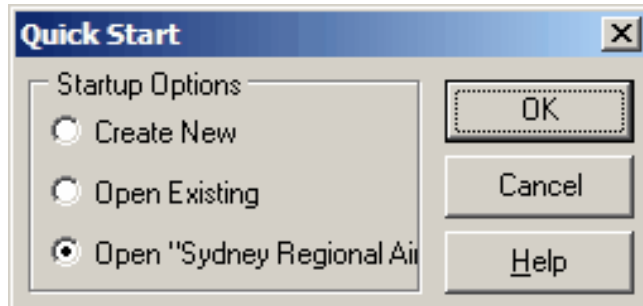 Quick Start
Startup Options
Create New
Open Existing
Open "Sydney Regional Ai
OK
Cancel
Help